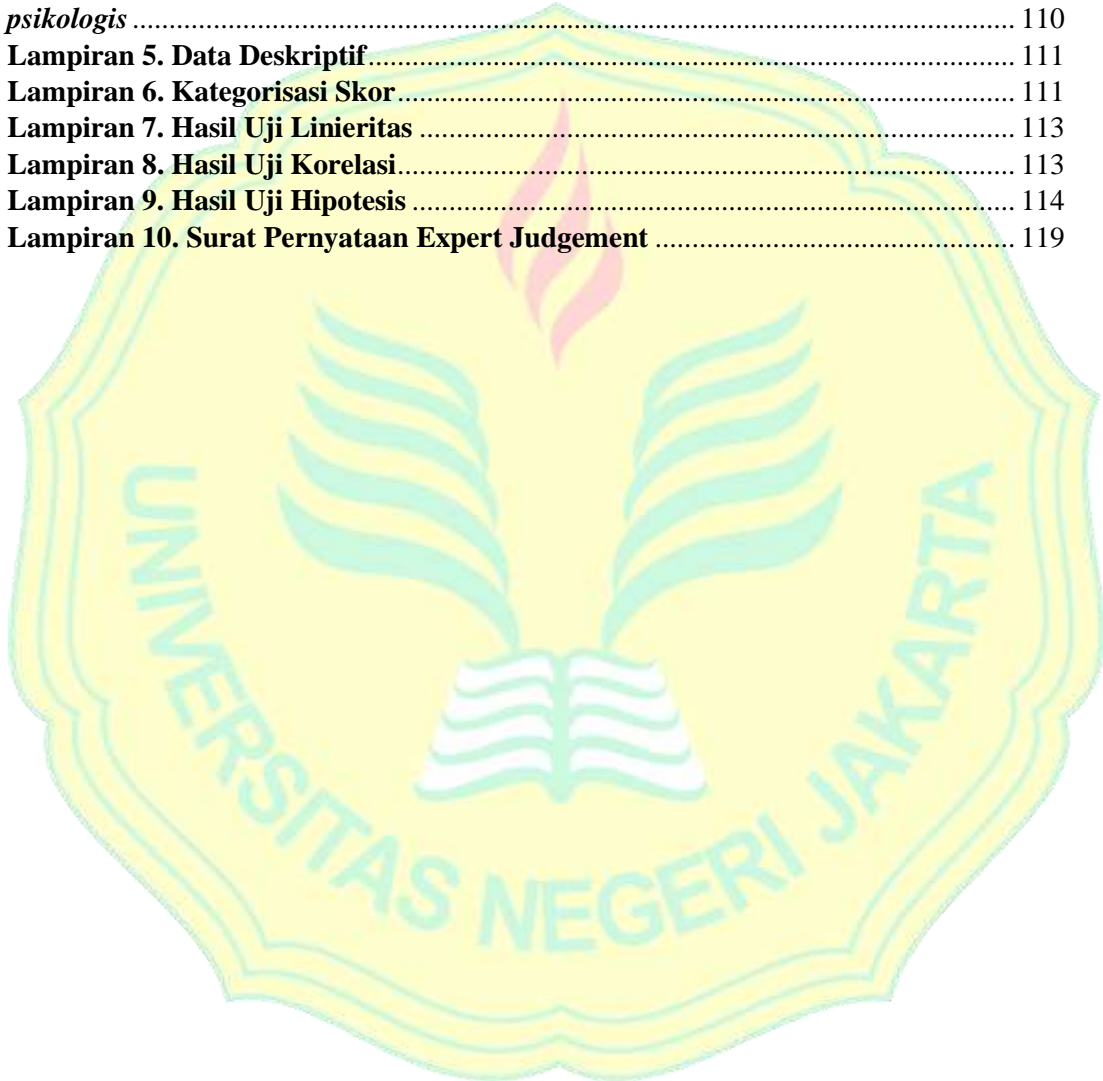 psikologis ........................................................................................................ 110
Lampiran 5. Data Deskriptif ........................................................................................................ 111
Lampiran 6. Kategorisasi Skor ........................................................................................................ 111
Lampiran 7. Hasil Uji Linieritas ........................................................................................................ 113
Lampiran 8. Hasil Uji Korelasi ........................................................................................................ 113
Lampiran 9. Hasil Uji Hipotesis ........................................................................................................ 114
Lampiran 10. Surat Pernyataan Expert Judgement ........................................................................................................ 119
UNIVERSITAS NEGERI JAKARTA